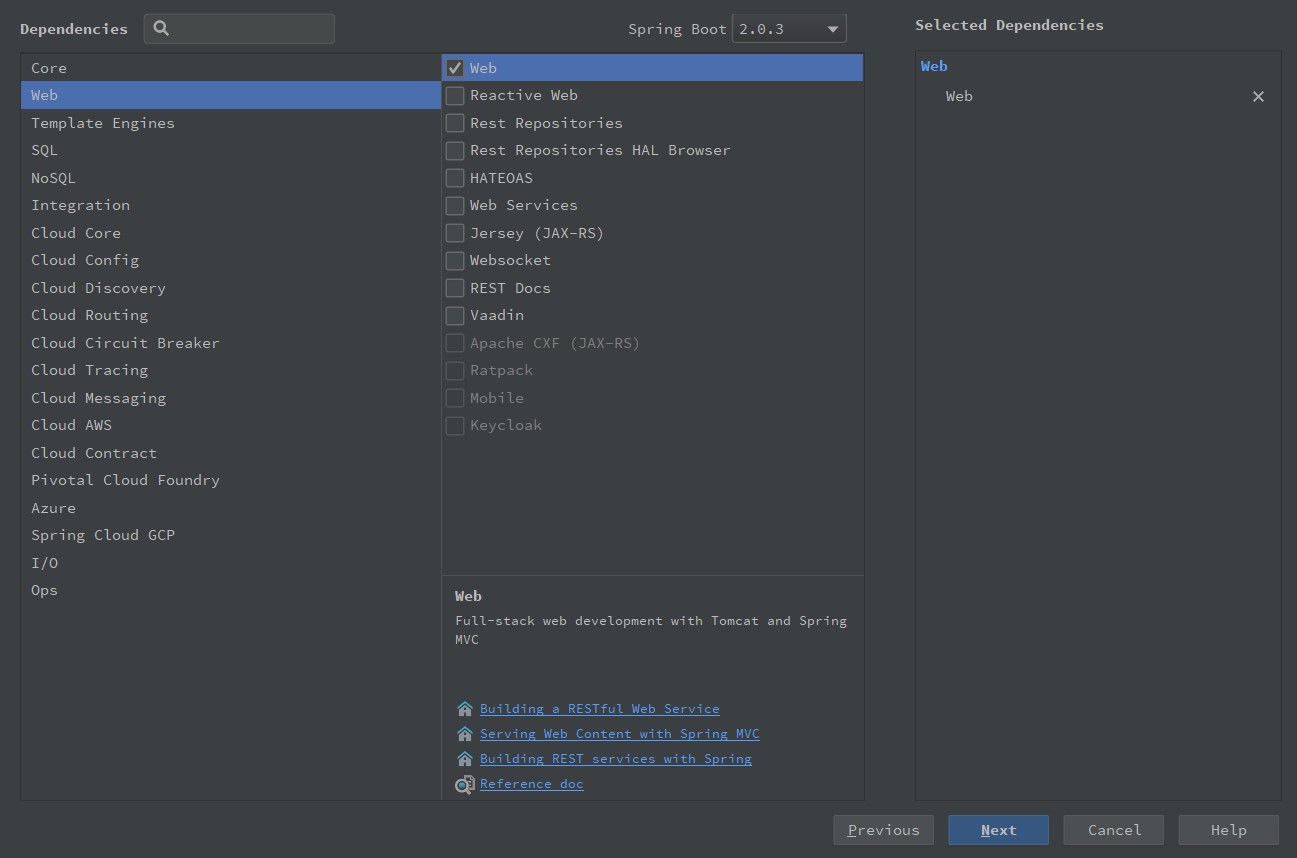 Dependencies
Spring Boot 2.0.3
Selected Dependencies
Core
Web
Template Engines
SQL
NoSQL
Integration
Cloud Core
Cloud Config
Cloud Discovery
Cloud Routing
Cloud Circuit Breaker
Cloud Tracing
Cloud Messaging
Cloud AWS
Cloud Contract
Pivotal Cloud Foundry
Azure
Spring Cloud GCP
I/O
Ops
Web
Reactive Web
Rest Repositories
Rest Repositories HAL Browser
HATEOAS
Web Services
Jersey (JAX-RS)
Websocket
REST Docs
Vaadin
Apache CXF (JAX-RS)
Ratpack
Mobile
Keycloak
Web
Full-stack web development with Tomcat and Spring
MVC
Building a RESTful Web Service
Serving Web Content with Spring MVC
Building REST services with Spring
Reference doc
Web
Web
Previous
Next
Cancel
Help